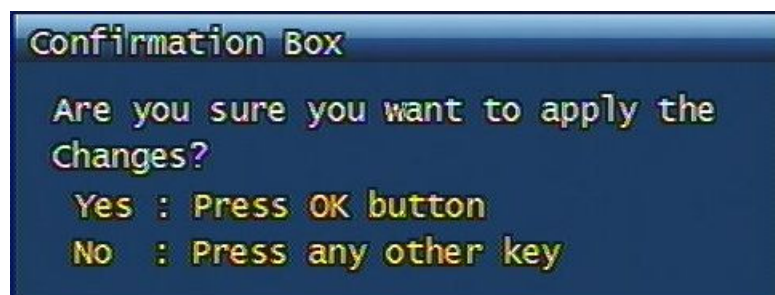 Confirmation Box
Are you sure you want to apply the
Changes?
Yes : Press OK button
No : Press any other key